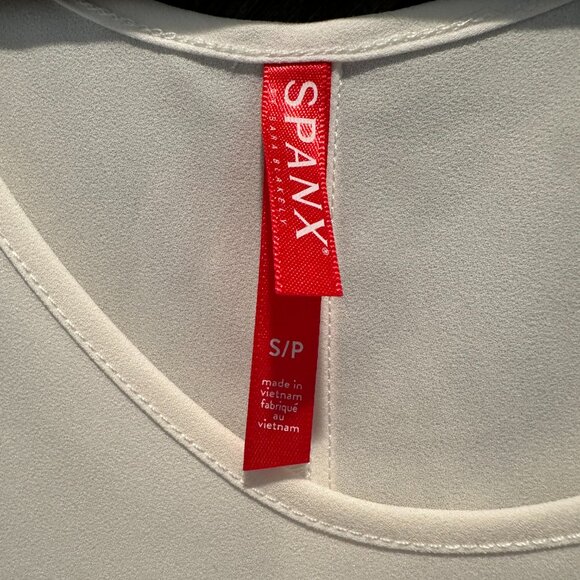 SPANX®
BY SARA BLAKELY
S/P
made in
vietnam
fabriqué
au
vietnam